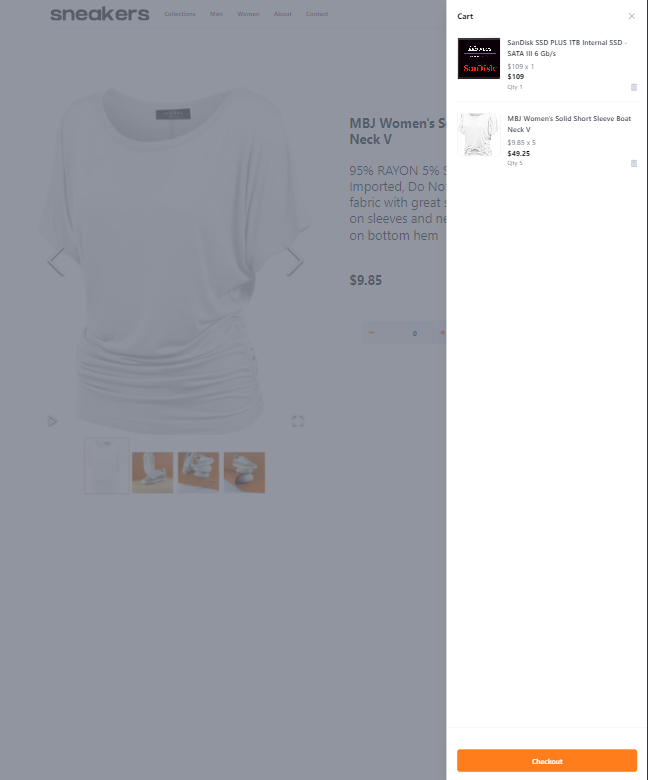 sneakers
Collections Men Women About Contact
MBJ Women's S
Neck V
95% RAYON 5% S
Imported, Do No
fabric with great s
on sleeves and ne
on bottom hem
$9.85
0
Cart
SanDisk
SanDisk SSD PLUS 1TB Internal SSD -
SATA III 6 Gb/s
$109 x 1
$109
Qty 1
MBJ Women's Solid Short Sleeve Boat
Neck V
$9.85 x 5
$49.25
Qty 5
Checkout